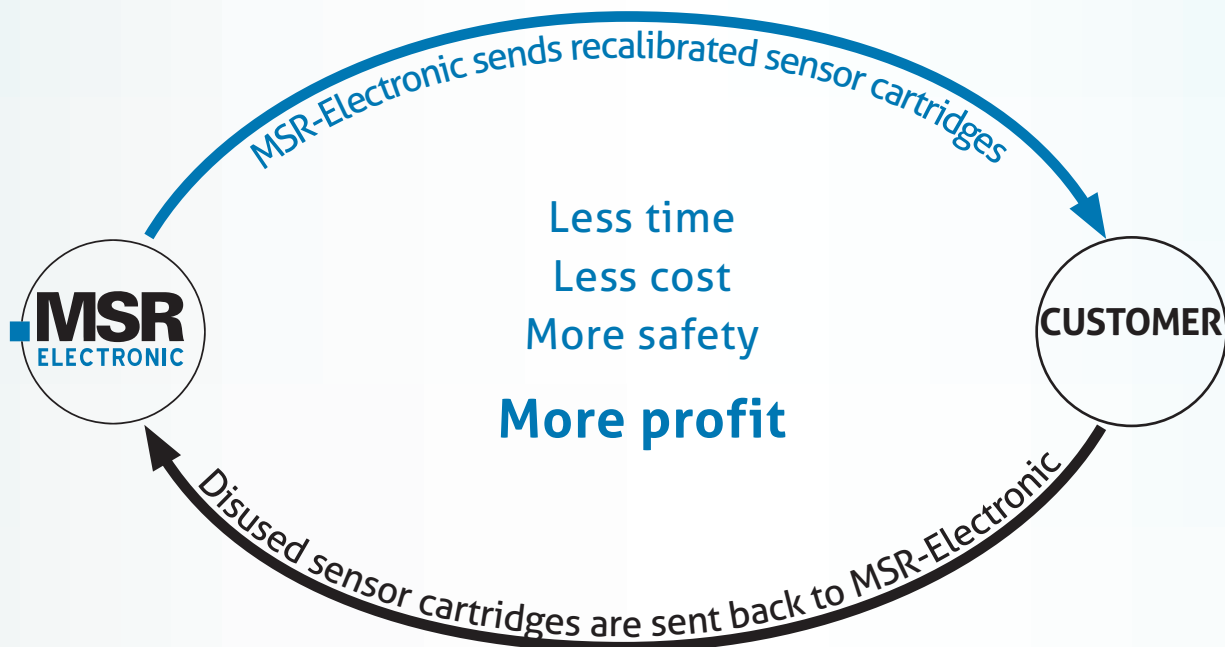 MSR-Electronic sends recalibrated sensor cartridges
Less time
Less cost
More safety
More profit
MSR
ELECTRONIC
CUSTOMER
Disused sensor cartridges are sent back to MSR-Electronic